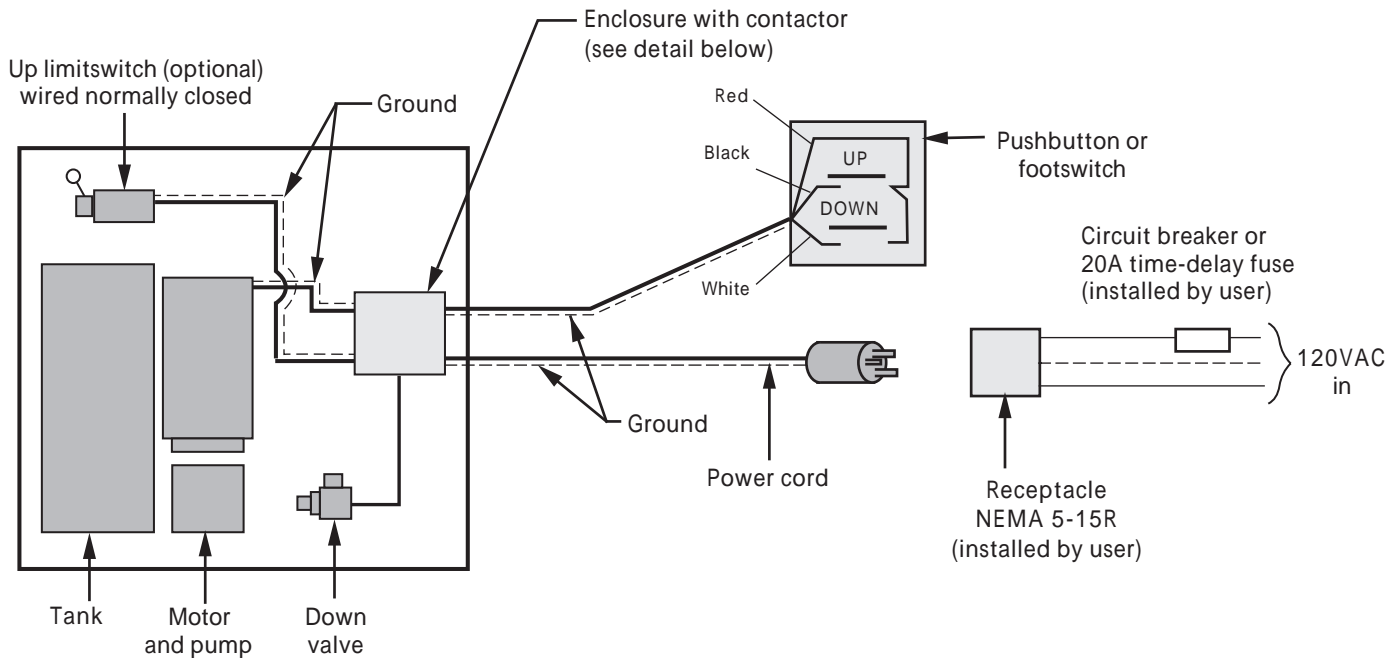 Enclosure with contactor
(see detail below)
Up limitswitch (optional)
wired normally closed
Ground
Red
Black
White
UP
DOWN
Pushbutton or
footswitch
Circuit breaker or
20A time-delay fuse
(installed by user)
120VAC
in
Ground
Power cord
Receptacle
NEMA 5-15R
(installed by user)
Tank
Motor
and pump
Down
valve